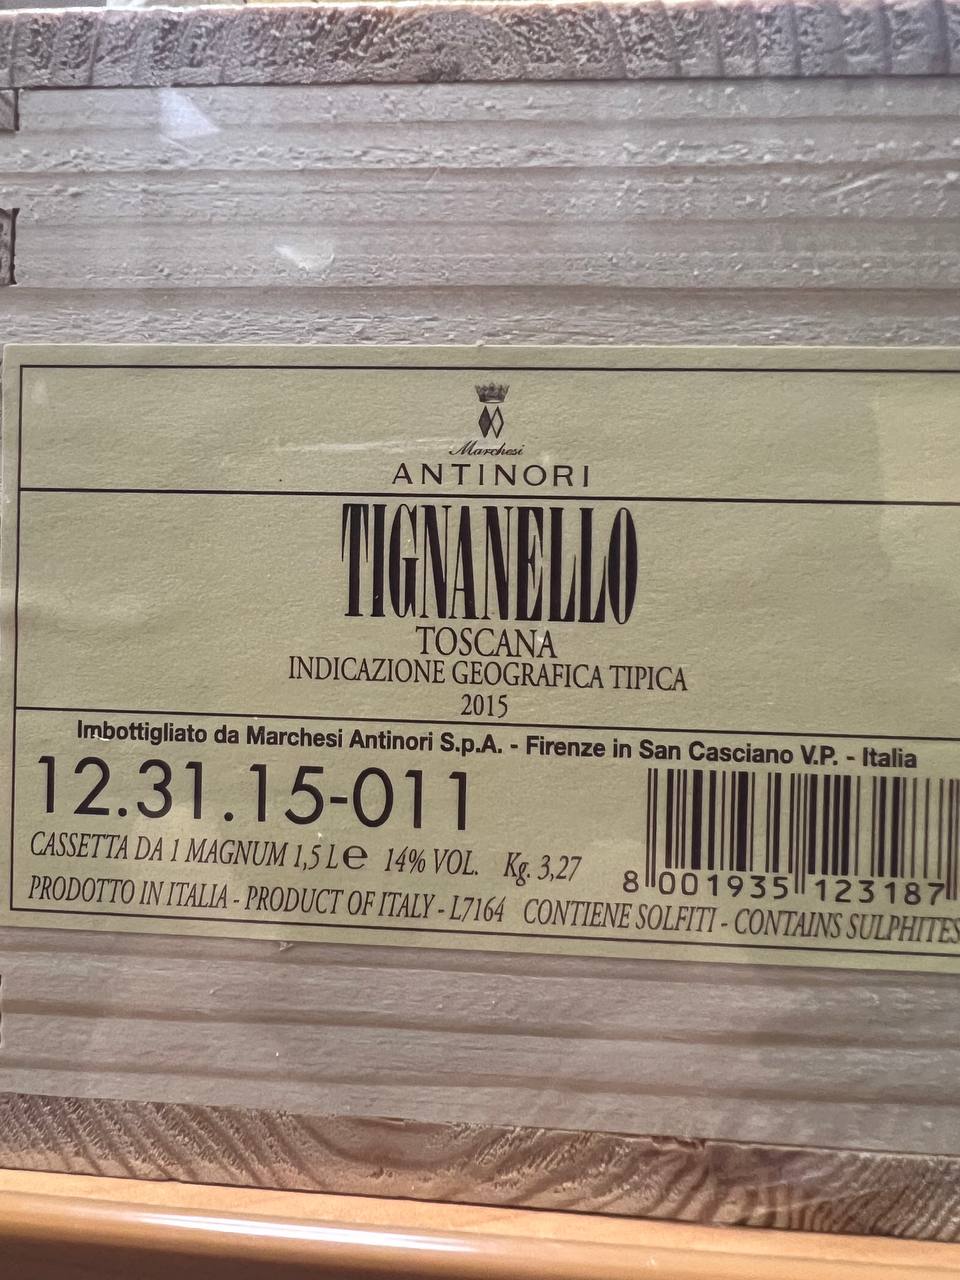 Marchesi
ANTINORI
TIGNANELLO
TOSCANA
INDICAZIONE GEOGRAFICA TIPICA
2015
Imbottigliato da Marchesi Antinori S.p.A. - Firenze in San Casciano V.P. - Italia
12.31.15-011
CASSETTA DA 1 MAGNUM 1,5 L e 14% VOL. Kg. 3,27
8 001935 123187
PRODOTTO IN ITALIA - PRODUCT OF ITALY - L7164 CONTIENE SOLFITI - CONTAINS SULPHITES